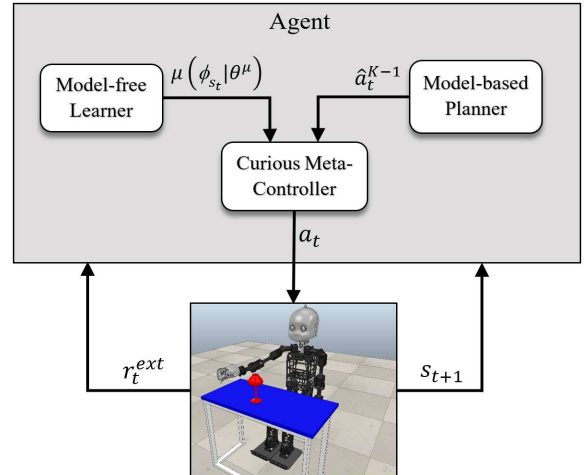 Agent
Model-free
Learner
μ(ϕ_{s_t}|θ^μ)
â_t^{K−1}
Model-based
Planner
Curious Meta-
Controller
a_t
r_t^{ext}
s_{t+1}